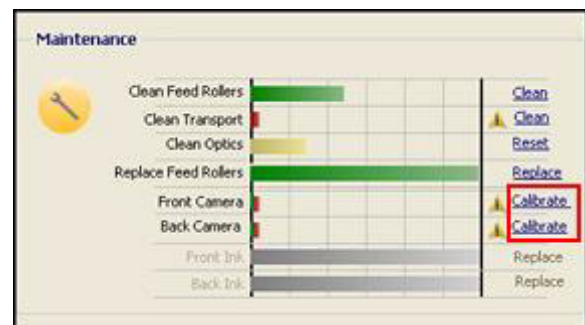 Maintenance
Clean Feed Rollers Clean
Clean Transport Clean
Clean Optics Reset
Replace Feed Rollers Replace
Front Camera Calibrate
Back Camera Calibrate
Front Ink Replace
Back Ink Replace